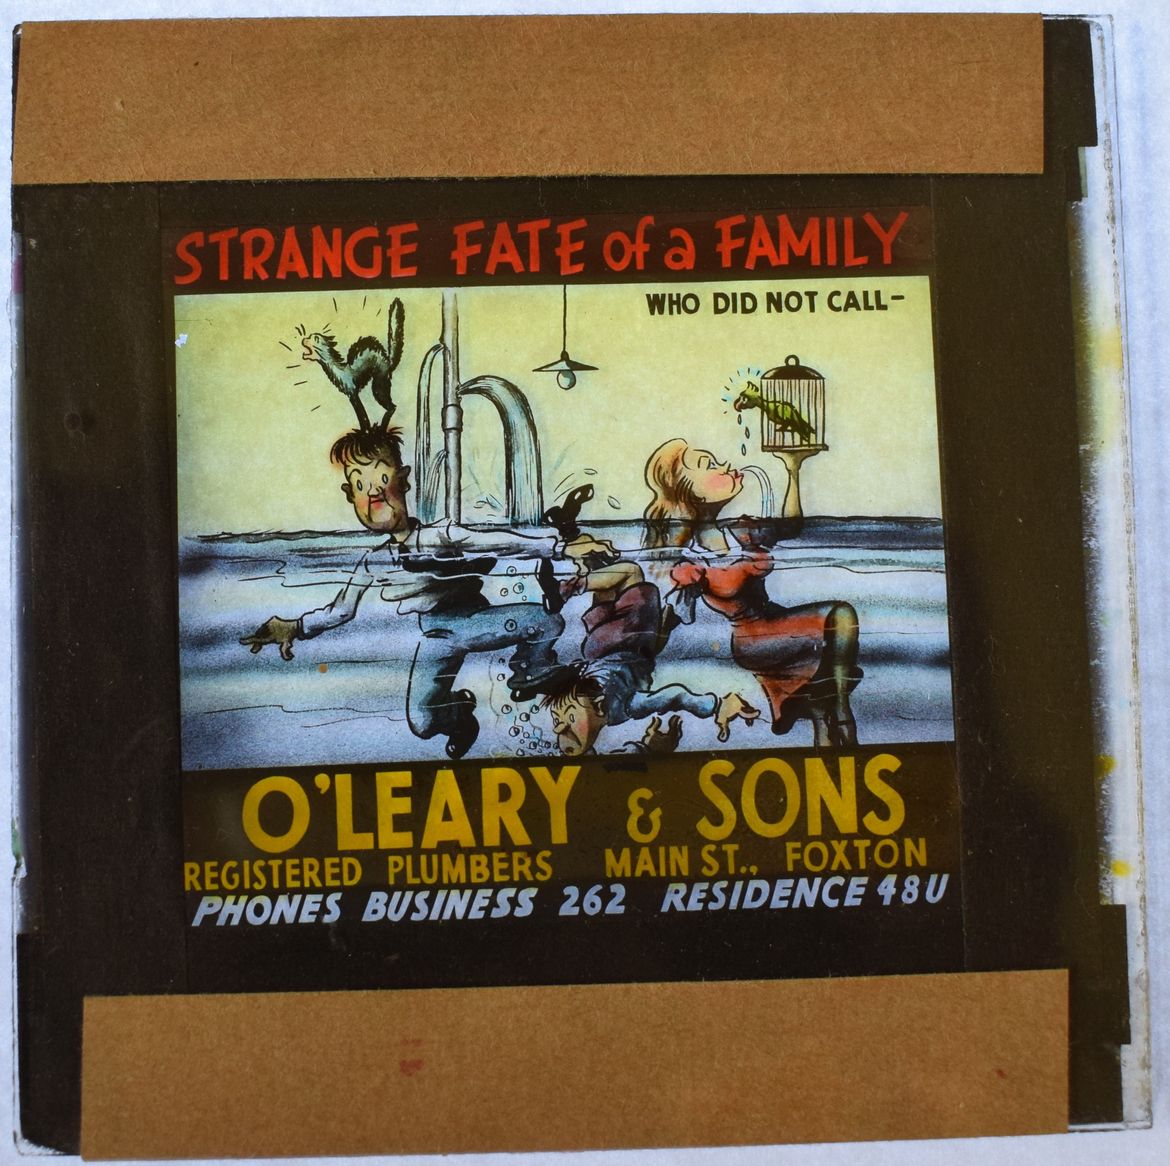 STRANGE FATE of a FAMILY
WHO DID NOT CALL-
O'LEARY & SONS
REGISTERED PLUMBERS MAIN ST., FOXTON
PHONES BUSINESS 262 RESIDENCE 48U